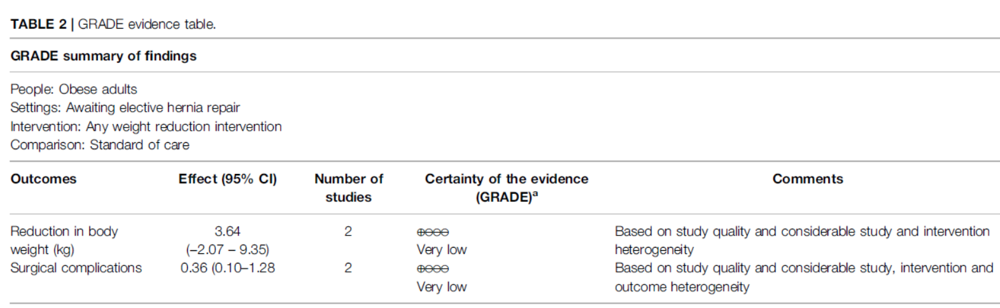 TABLE 2 | GRADE evidence table.
GRADE summary of findings
People: Obese adults
Settings: Awaiting elective hernia repair
Intervention: Any weight reduction intervention
Comparison: Standard of care
Outcomes Effect (95% CI) Number of studies Certainty of the evidence (GRADE)a Comments
Reduction in body weight (kg) 3.64 (–2.07 – 9.35) 2 ⊕⊖⊖⊖ Very low Based on study quality and considerable study and intervention heterogeneity
Surgical complications 0.36 (0.10–1.28 2 ⊕⊖⊖⊖ Very low Based on study quality and considerable study, intervention and outcome heterogeneity